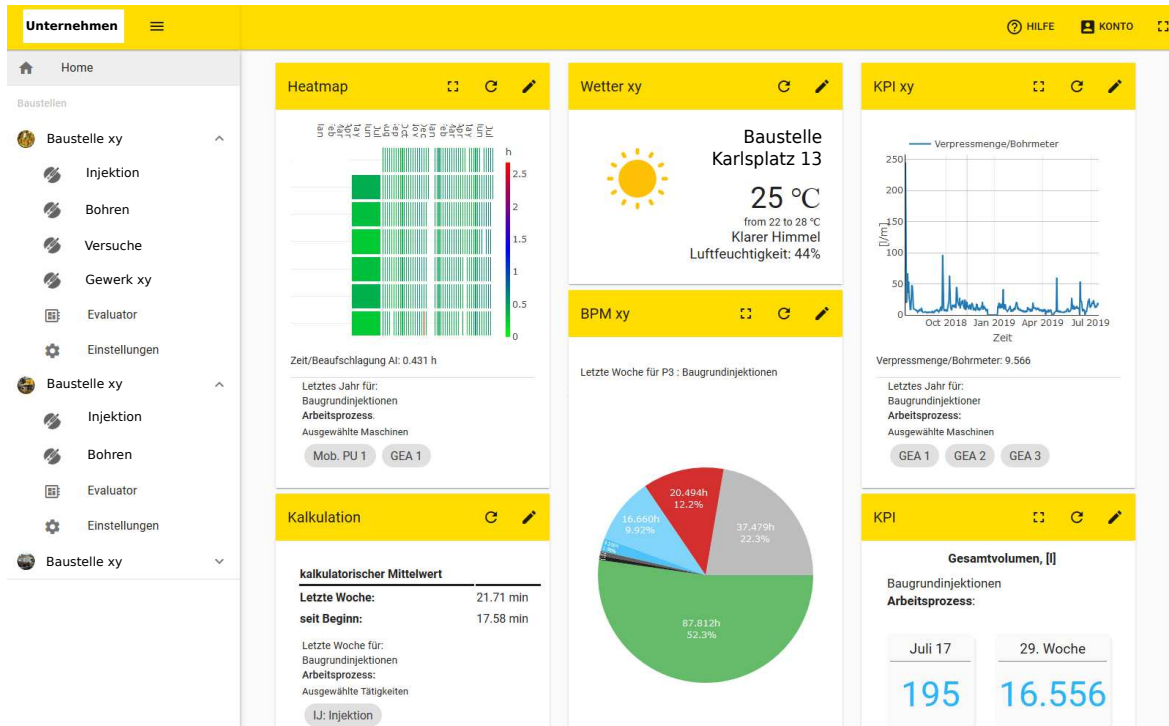 Unternehmen
HILFE
KONTO
Home
Baustellen
Baustelle xy
Injektion
Bohren
Versuche
Gewerk xy
Evaluator
Einstellungen
Baustelle xy
Injektion
Bohren
Evaluator
Einstellungen
Baustelle xy
Heatmap
h
2.5
2
1.5
1
0.5
0
Zeit/Beaufschlagung AI: 0.431 h
Letztes Jahr für:
Baugrundinjektionen
Arbeitsprozess
Ausgewählte Maschinen
Mob. PU 1 GEA 1
Kalkulation
kalkulatorischer Mittelwert
Letzte Woche: 21.71 min
seit Beginn: 17.58 min
Letzte Woche für:
Baugrundinjektionen
Arbeitsprozess:
Ausgewählte Tätigkeiten
IJ: Injektion
Wetter xy
Baustelle
Karlsplatz 13
25 °C
from 22 to 28 °C
Klarer Himmel
Luftfeuchtigkeit: 44%
BPM xy
Letzte Woche für P3 : Baugrundinjektionen
20.494h
12.2%
16.660h
9.92%
37.479h
22.3%
87.812h
52.3%
KPI xy
Verpressmenge/Bohrmeter
250
200
150
100
50
0
[l/m]
Oct 2018 Jan 2019 Apr 2019 Jul 2019
Zeit
Verpressmenge/Bohrmeter: 9.566
Letztes Jahr für:
Baugrundinjektioner
Arbeitsprozess:
Ausgewählte Maschinen
GEA 1 GEA 2 GEA 3
KPI
Gesamtvolumen, [l]
Baugrundinjektionen
Arbeitsprozess:
Juli 17
195
29. Woche
16.556